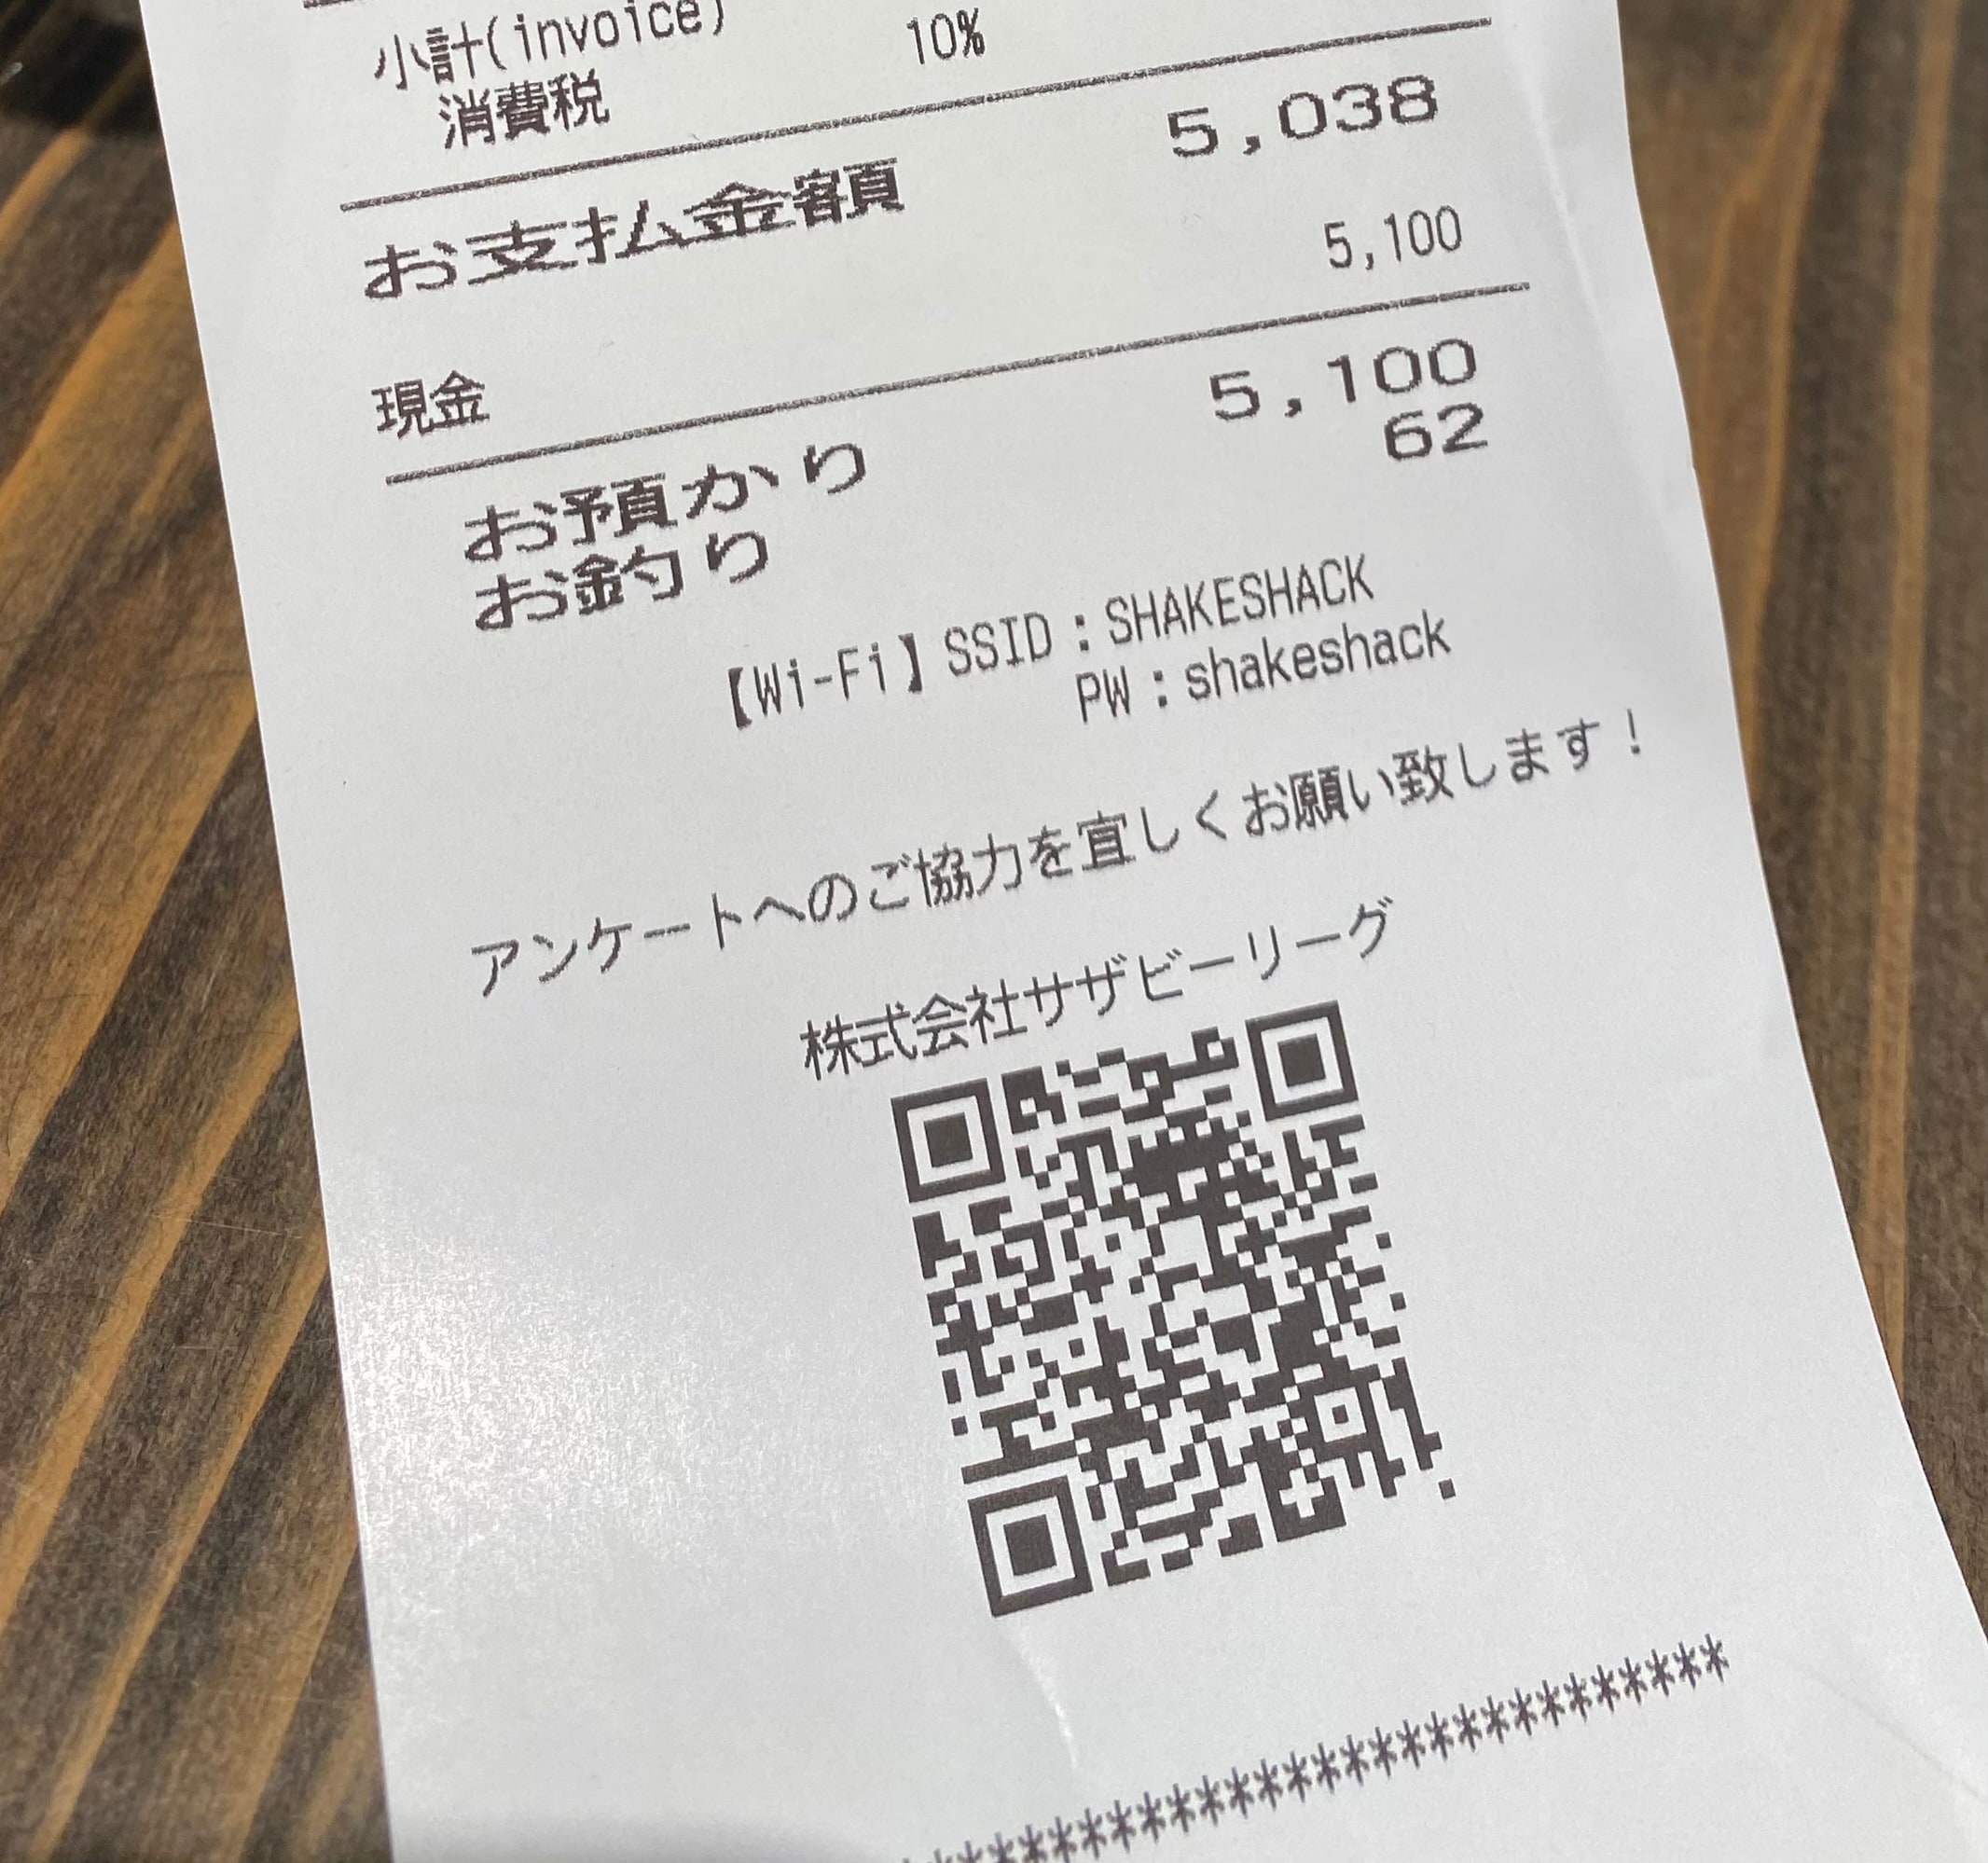 小計(invoice)
消費税 10%
お支払金額 5,038
現金 5,100
お預かり 5,100
お釣り 62
【Wi-Fi】SSID:SHAKESHACK
PW:shakeshack
アンケートへのご協力を宜しくお願い致します!
株式会社サザビーリーグ
*****************************